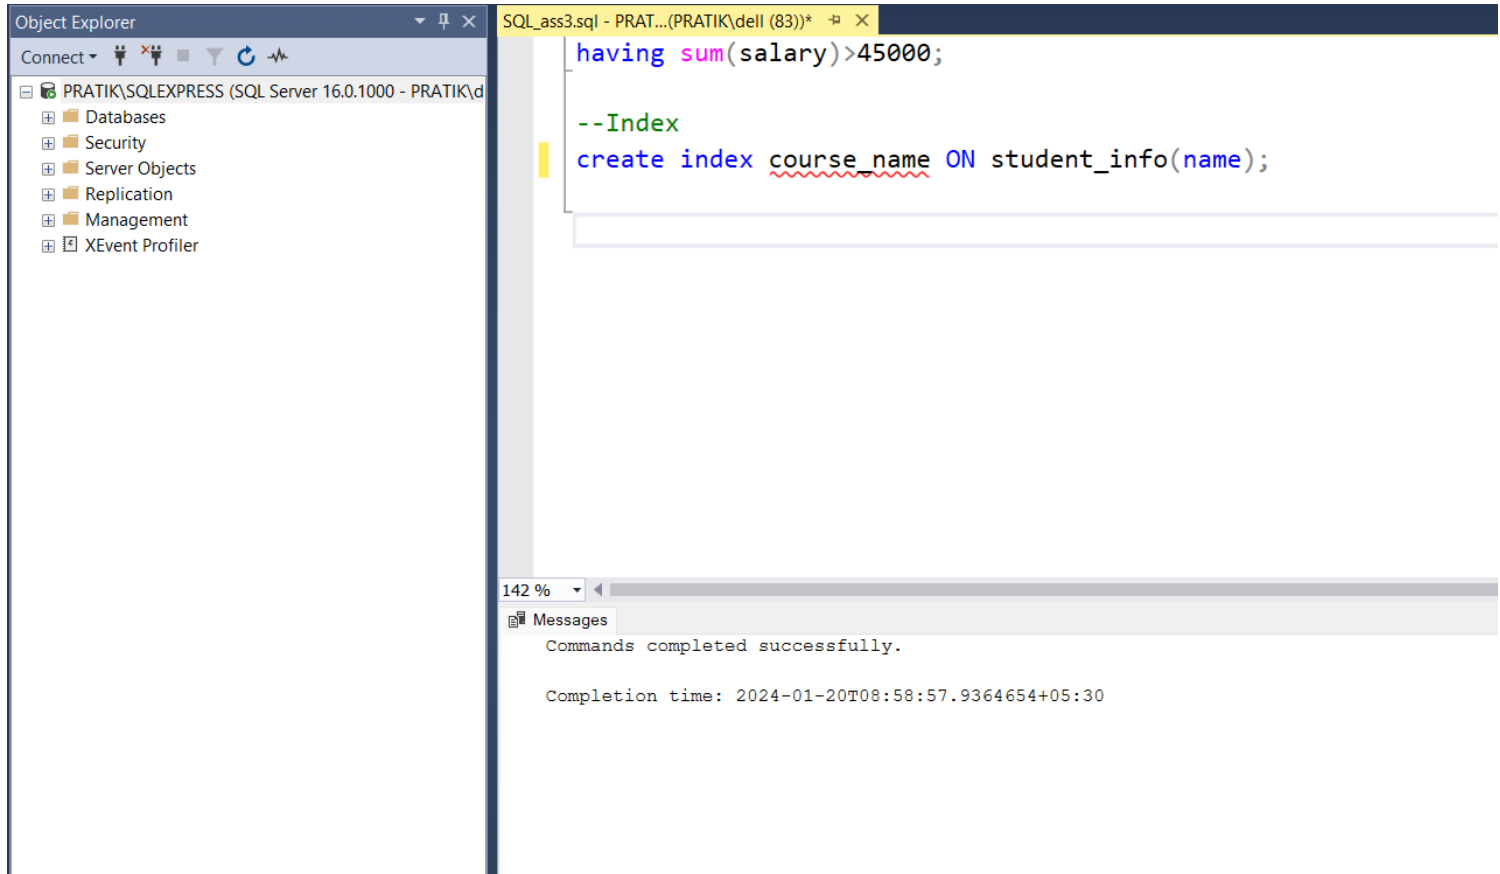 Object Explorer
Connect
PRATIK\SQLEXPRESS (SQL Server 16.0.1000 - PRATIK\d
Databases
Security
Server Objects
Replication
Management
XEvent Profiler
SQL_ass3.sql - PRAT...(PRATIK\dell (83))*
having sum(salary)>45000;
--Index
create index course_name ON student_info(name);
142 %
Messages
Commands completed successfully.
Completion time: 2024-01-20T08:58:57.9364654+05:30